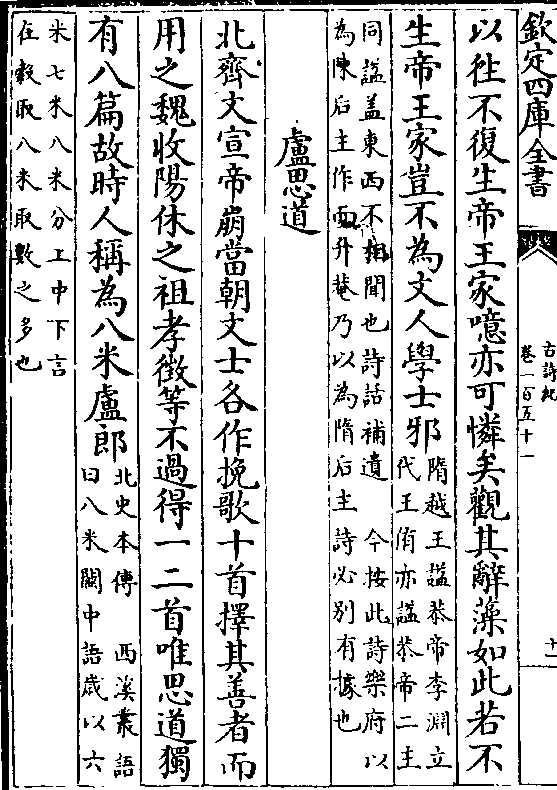 欽定四庫全書
古詩紀
卷一百五十一
十一
以往不復生帝王家噫亦可憐矣觀其辭藻如此若不
生帝王家豈不為文人學士邪
隋越王諡恭帝李淵立
代王侑亦諡恭帝二主
同諡盖東西不相聞也詩話補遺　今按此詩樂府以
為陳后主作而升菴乃以為隋后主詩必别有據也
盧思道
北齊文宣帝崩當朝文士各作挽歌十首擇其善者而
用之魏收陽休之祖孝徴等不過得一二首唯思道獨
有八篇故時人稱為八米盧郎
北史本傳　西溪叢語
曰八米關中語歲以六
米七米八米分上中下言
在穀取八米取數之多也